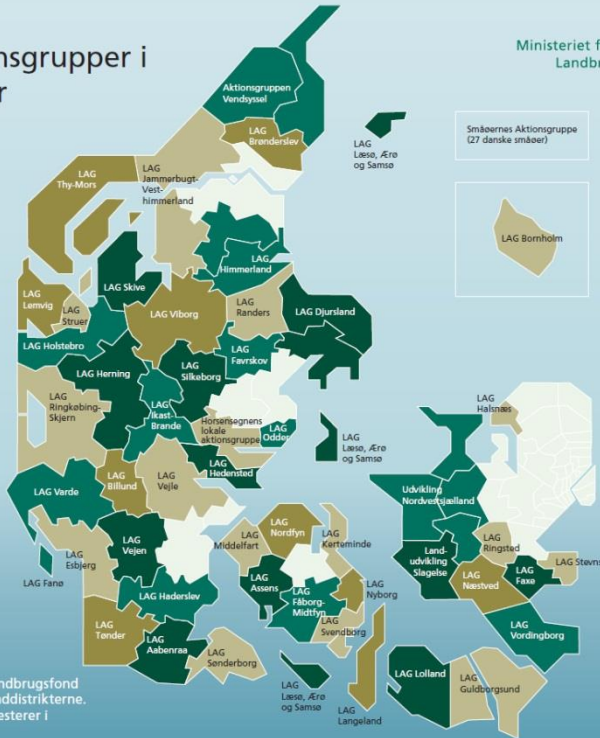 nsgrupper i
r
Ministeriet f
Landbr
Aktionsgruppen
Vendsyssel
LAG
Brønderslev
LAG
Læsø, Ærø
og Samsø
Småøernes Aktionsgruppe
(27 danske småøer)
LAG
Thy-Mors
LAG
Jammerbugt-
Vest-
himmerland
LAG Bornholm
LAG
Himmerland
LAG
Lemvig
LAG Skive
LAG
Struer
LAG Viborg
LAG
Randers
LAG Djursland
LAG Holstebro
LAG
Favrskov
LAG Herning
LAG
Silkeborg
LAG
Ringkøbing-
Skjern
LAG
Ikast-
Brande
Horsensegnens
lokale
aktionsgruppe
LAG
Odder
LAG
Læsø, Ærø
og Samsø
LAG
Halsnæs
LAG
Hedensted
LAG Varde
LAG
Billund
LAG
Vejle
Udvikling
Nordvestsjælland
LAG
Esbjerg
LAG
Vejen
LAG
Middelfart
LAG
Nordfyn
LAG
Kerteminde
LAG
Ringsted
Land-
udvikling
Slagelse
LAG
Næstved
LAG
Faxe
LAG Stevns
LAG Fanø
LAG Haderslev
LAG
Assens
LAG
Fåborg-
Midtfyn
LAG
Nyborg
LAG
Svendborg
LAG
Vordingborg
LAG
Tønder
LAG
Aabenraa
LAG
Sønderborg
LAG
Læsø, Ærø
og Samsø
LAG
Langeland
LAG Lolland
LAG
Guldborgsund
ndbrugsfond
nddistrikterne.
esterer i